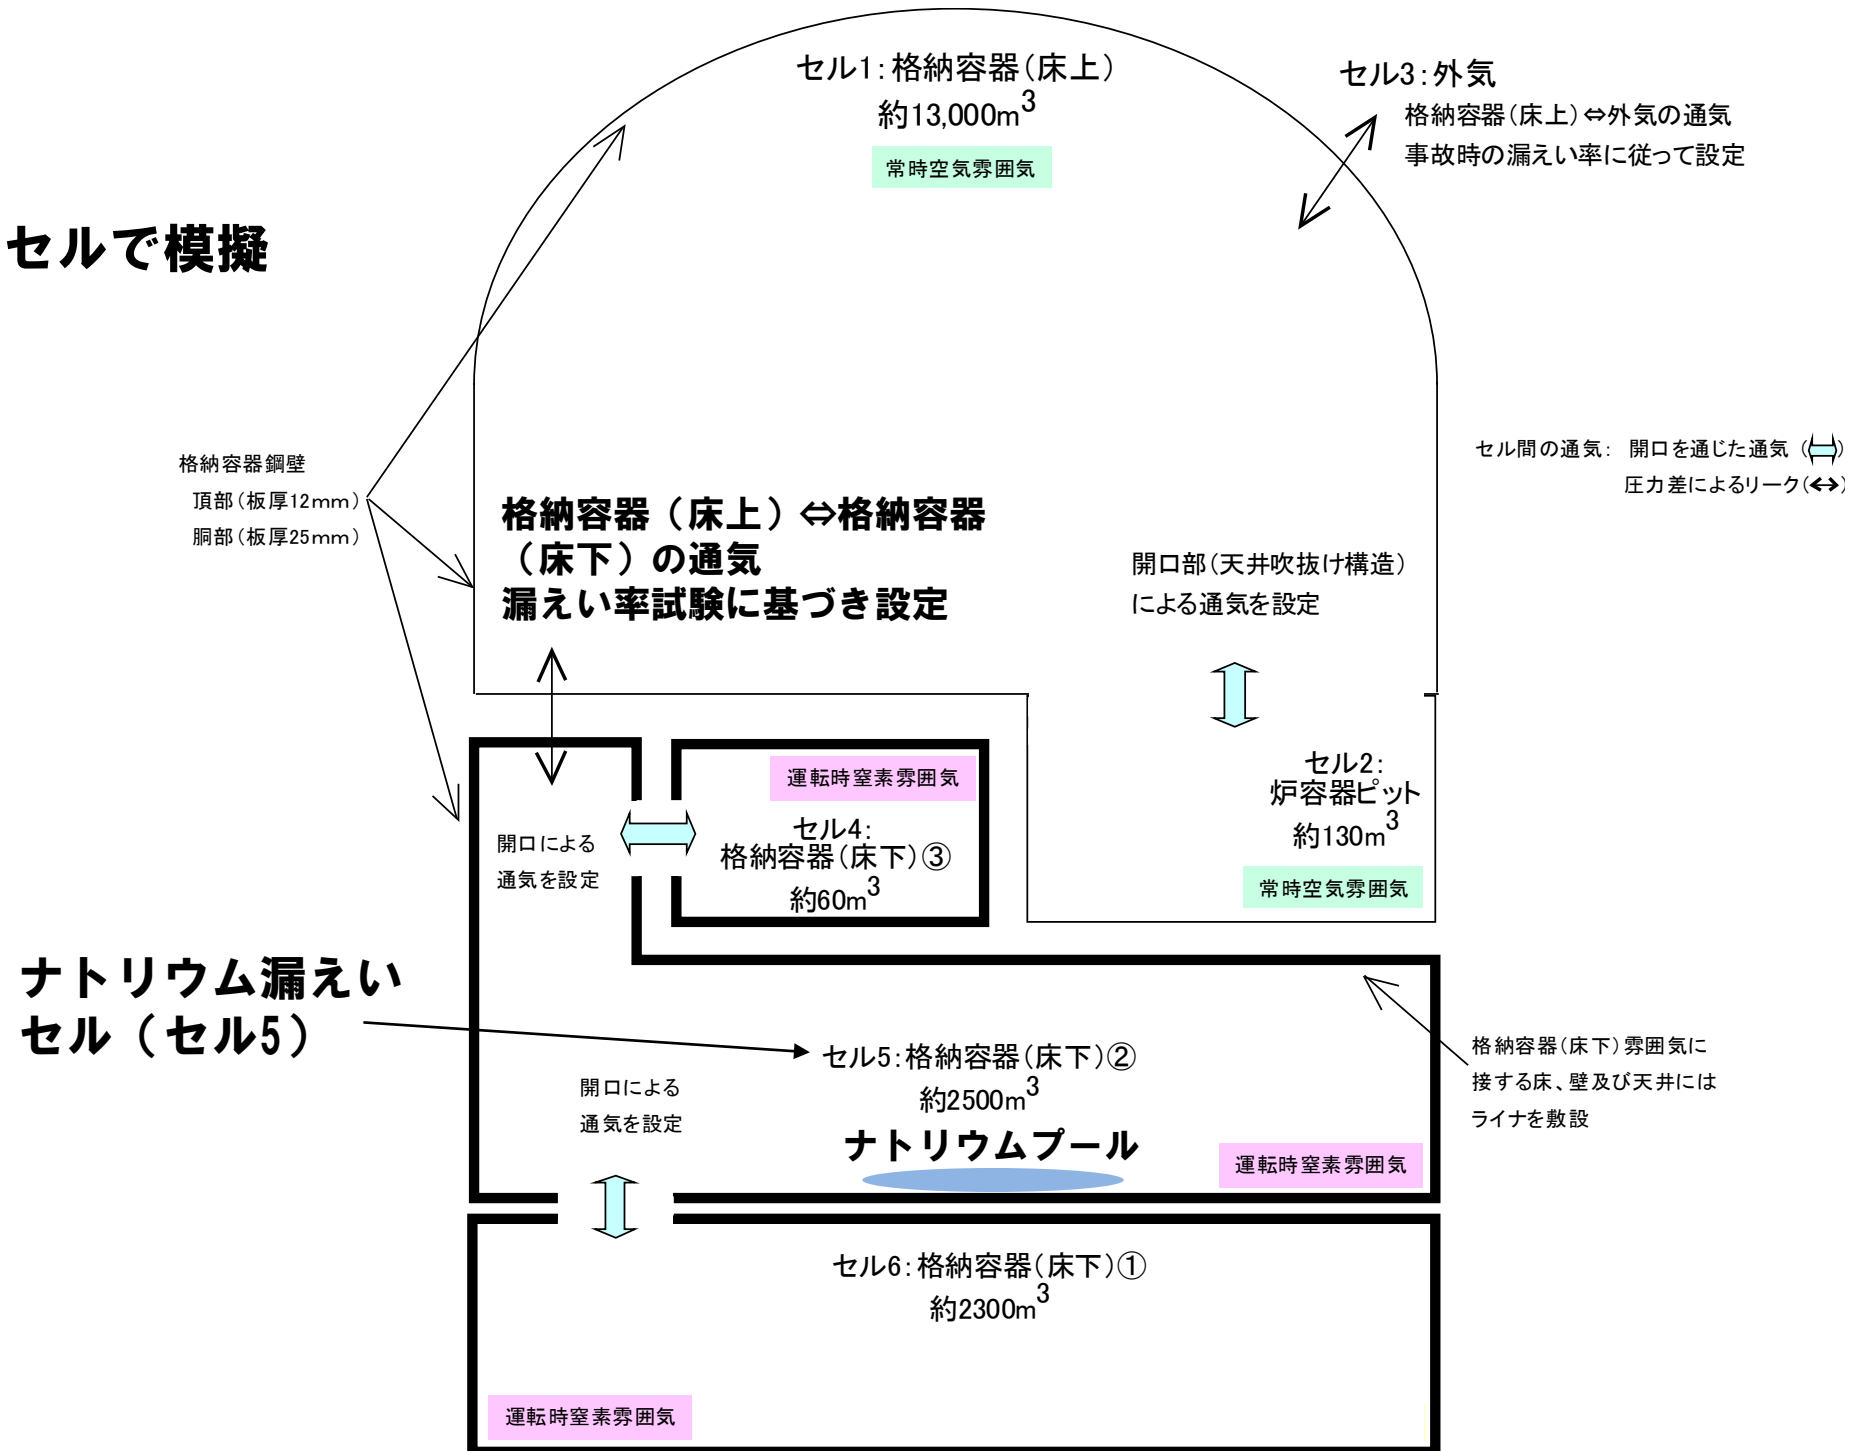 セル1：格納容器（床上）
約13,000m3
常時空気雰囲気
セル3：外気
格納容器（床上）⇔外気の通気
事故時の漏えい率に従って設定
セルで模擬
格納容器鋼壁
頂部（板厚12mm）
胴部（板厚25mm）
セル間の通気： 開口を通じた通気（⇔）
圧力差によるリーク（↔）
格納容器（床上）⇔格納容器
（床下）の通気
漏えい率試験に基づき設定
開口部（天井吹抜け構造）
による通気を設定
運転時窒素雰囲気
セル4：
格納容器（床下）③
約60m3
開口による
通気を設定
セル2：
炉容器ピット
約130m3
常時空気雰囲気
ナトリウム漏えい
セル（セル5）
セル5：格納容器（床下）②
約2500m3
ナトリウムプール
開口による
通気を設定
運転時窒素雰囲気
格納容器（床下）雰囲気に
接する床、壁及び天井には
ライナを敷設
セル6：格納容器（床下）①
約2300m3
運転時窒素雰囲気